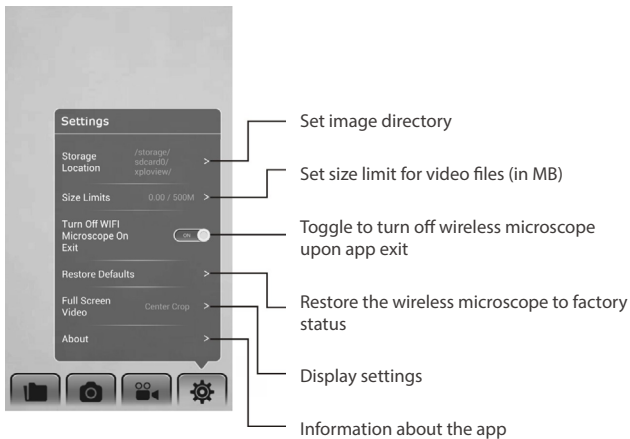 Settings
Storage
Location
/storage/
sdcard0/
xploview/
>
Size Limits 0.00 / 500M >
Turn Off WIFI
Microscope On
Exit
ON
Restore Defaults >
Full Screen
Video
Center Crop >
About >
Set image directory
Set size limit for video files (in MB)
Toggle to turn off wireless microscope
upon app exit
Restore the wireless microscope to factory
status
Display settings
Information about the app